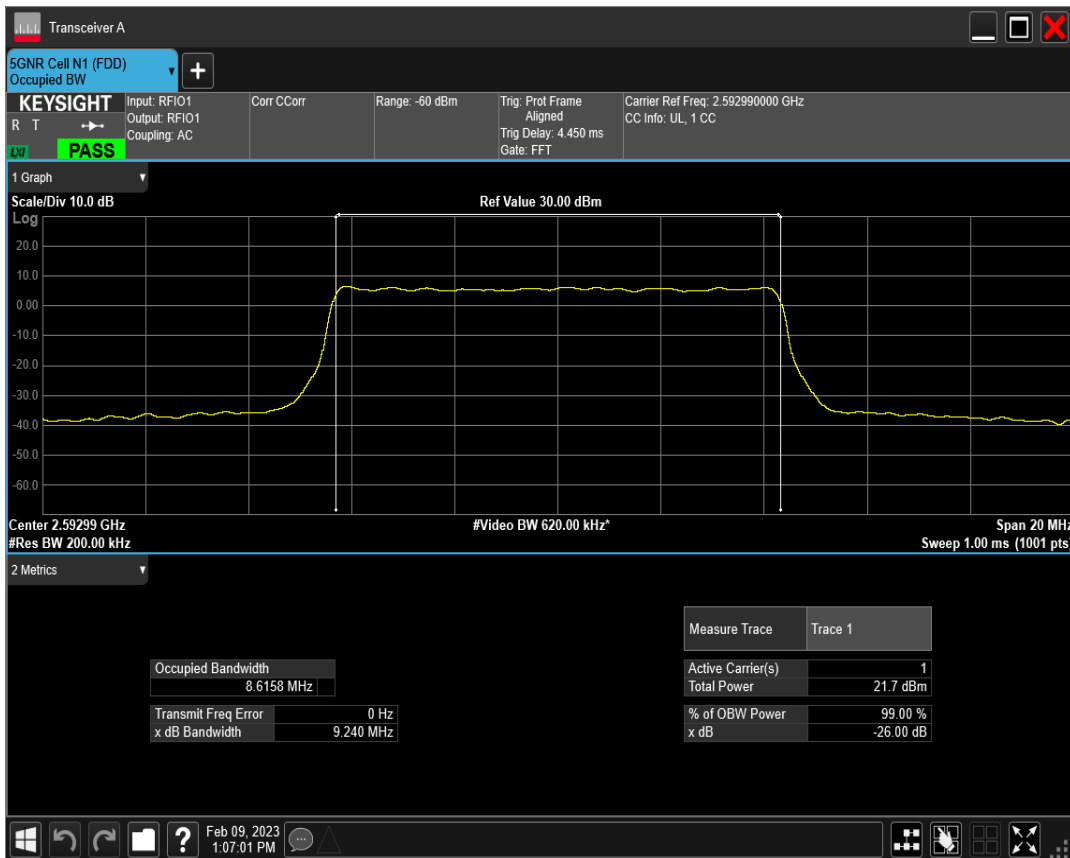 Transceiver A
5GNR Cell N1 (FDD)
Occupied BW
+
KEYSIGHT
R T
LXI
PASS
Input: RFIO1
Output: RFIO1
Coupling: AC
Corr CCorr
Range: -60 dBm
Trig: Prot Frame
Aligned
Trig Delay: 4.450 ms
Gate: FFT
Carrier Ref Freq: 2.592990000 GHz
CC Info: UL, 1 CC
1 Graph
Scale/Div 10.0 dB
Ref Value 30.00 dBm
Log
20.0
10.0
0.00
-10.0
-20.0
-30.0
-40.0
-50.0
-60.0
Center 2.59299 GHz
#Video BW 620.00 kHz*
Span 20 MHz
#Res BW 200.00 kHz
Sweep 1.00 ms (1001 pts)
2 Metrics
Measure Trace Trace 1
Occupied Bandwidth
8.6158 MHz
Active Carrier(s) 1
Total Power 21.7 dBm
Transmit Freq Error 0 Hz
x dB Bandwidth 9.240 MHz
% of OBW Power 99.00 %
x dB -26.00 dB
?
Feb 09, 2023
1:07:01 PM